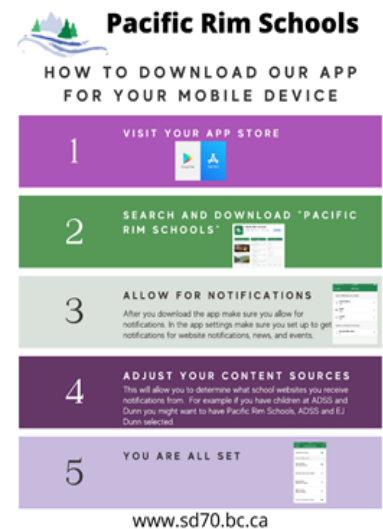 Pacific Rim Schools
HOW TO DOWNLOAD OUR APP
FOR YOUR MOBILE DEVICE
1
VISIT YOUR APP STORE
2
SEARCH AND DOWNLOAD "PACIFIC
RIM SCHOOLS"
3
ALLOW FOR NOTIFICATIONS
After you download the app make sure you allow for
notifications. In the app settings make sure you set up to get
notifications for website notifications, news, and events.
4
ADJUST YOUR CONTENT SOURCES
This will allow you to determine what school websites you receive
notifications from. For example if you have children at ADSS and
Dunn you might want to have Pacific Rim Schools, ADSS and EJ
Dunn selected
5
YOU ARE ALL SET
www.sd70.bc.ca